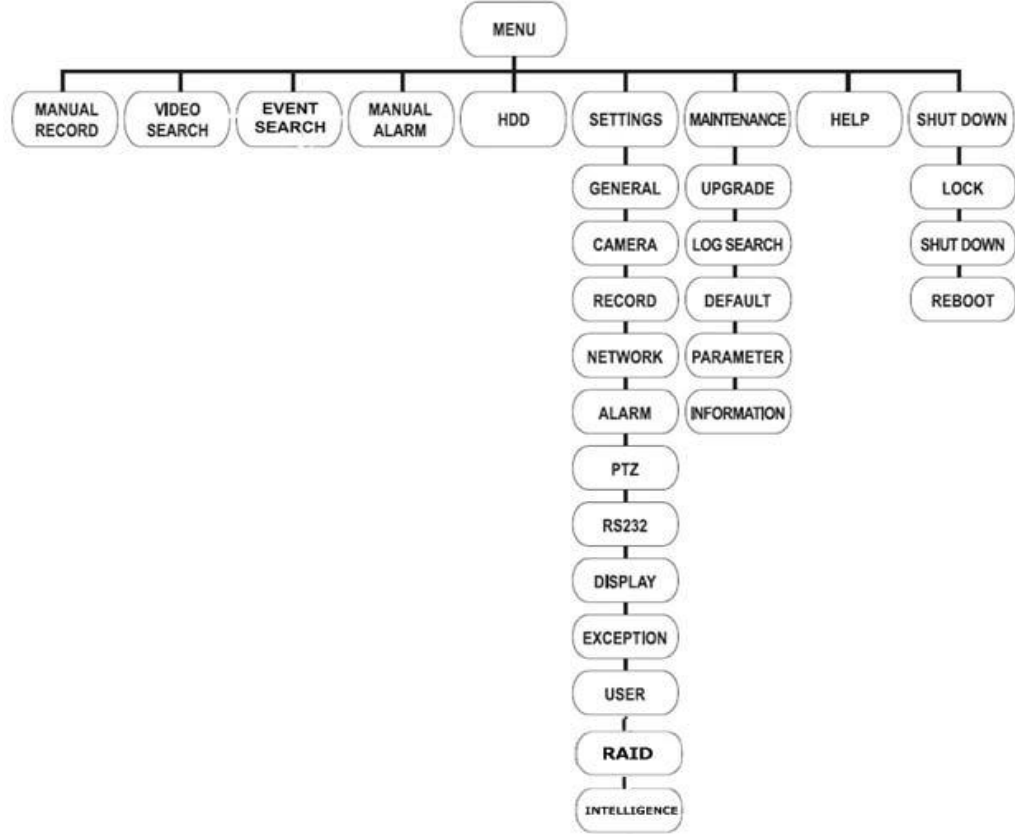 MENU
MANUAL
RECORD
VIDEO
SEARCH
EVENT
SEARCH
MANUAL
ALARM
HDD
SETTINGS
MAINTENANCE
HELP
SHUT DOWN
GENERAL
UPGRADE
LOCK
CAMERA
LOG SEARCH
SHUT DOWN
RECORD
DEFAULT
REBOOT
NETWORK
PARAMETER
ALARM
INFORMATION
PTZ
RS232
DISPLAY
EXCEPTION
USER
RAID
INTELLIGENCE